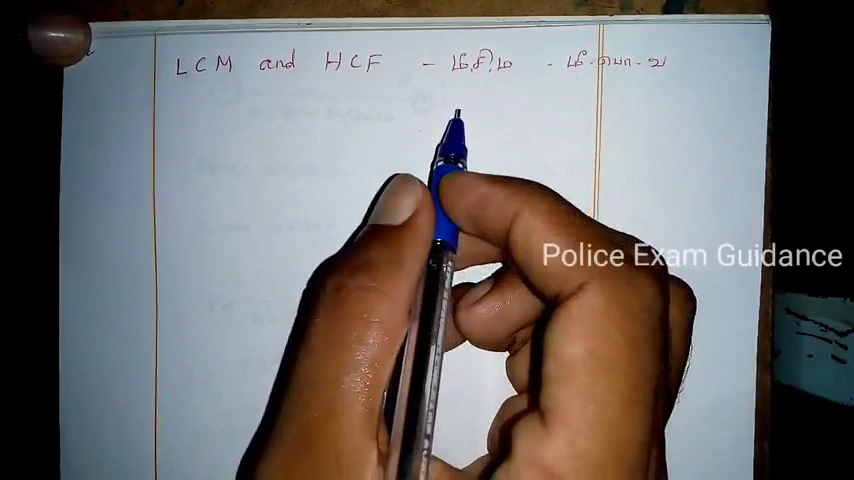 LCM and HCF - மீ.சி.ம - மீ.பொ.வ
Police Exam Guidance